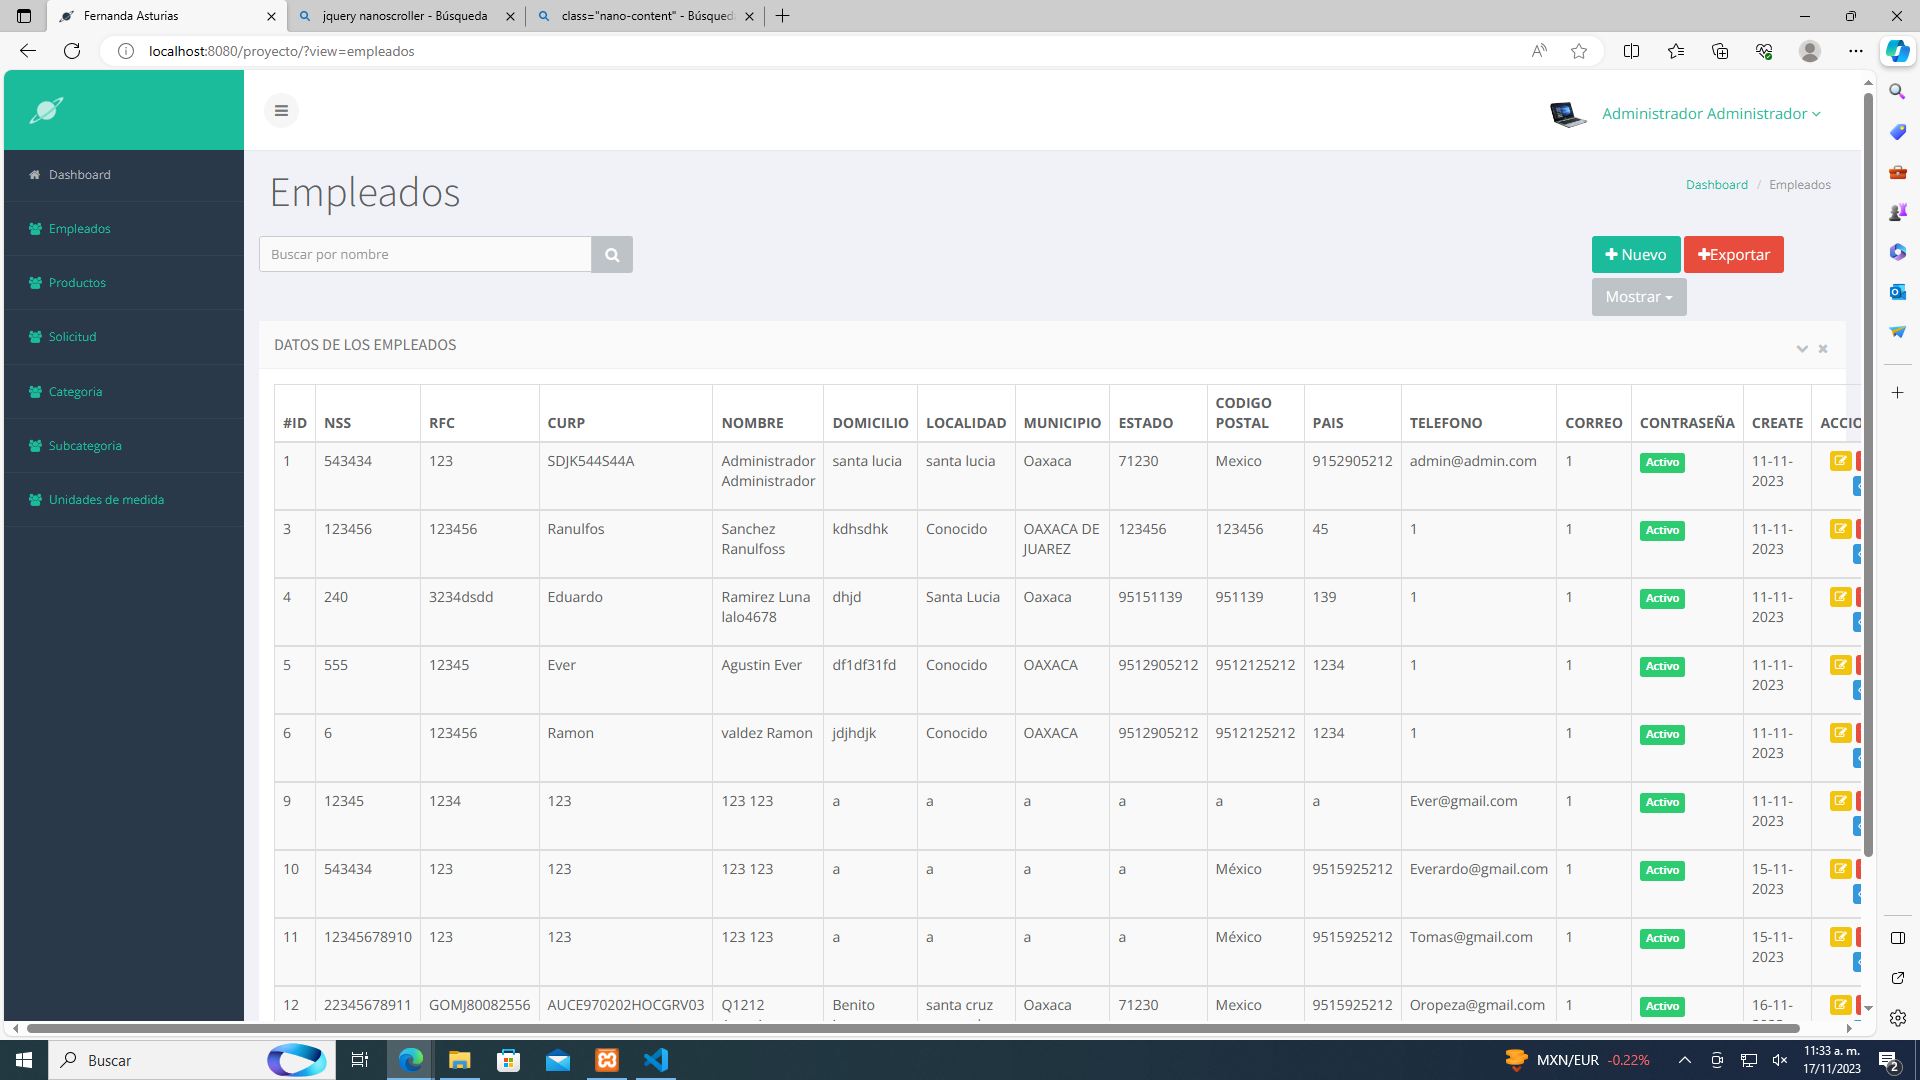 Fernanda Asturias
jquery nanoscroller - Búsqueda
class="nano-content" - Búsqued
localhost:8080/proyecto/?view=empleados
Administrador Administrador
Dashboard
Empleados
Productos
Solicitud
Categoria
Subcategoria
Unidades de medida
Empleados
Dashboard / Empleados
Buscar por nombre
Nuevo
Exportar
Mostrar
DATOS DE LOS EMPLEADOS
#ID NSS RFC CURP NOMBRE DOMICILIO LOCALIDAD MUNICIPIO ESTADO CODIGO POSTAL PAIS TELEFONO CORREO CONTRASEÑA CREATE ACCIO
1 543434 123 SDJK544S44A Administrador Administrador santa lucia santa lucia Oaxaca 71230 Mexico 9152905212 admin@admin.com 1 Activo 11-11-2023
3 123456 123456 Ranulfos Sanchez Ranulfoss kdhsdhk Conocido OAXACA DE JUAREZ 123456 123456 45 1 1 Activo 11-11-2023
4 240 3234dsdd Eduardo Ramirez Luna lalo4678 dhjd Santa Lucia Oaxaca 95151139 951139 139 1 1 Activo 11-11-2023
5 555 12345 Ever Agustin Ever df1df31fd Conocido OAXACA 9512905212 9512125212 1234 1 1 Activo 11-11-2023
6 6 123456 Ramon valdez Ramon jdjhdjk Conocido OAXACA 9512905212 9512125212 1234 1 1 Activo 11-11-2023
9 12345 1234 123 123 123 a a a a a a Ever@gmail.com 1 Activo 11-11-2023
10 543434 123 123 123 123 a a a a México 9515925212 Everardo@gmail.com 1 Activo 15-11-2023
11 12345678910 123 123 123 123 a a a a México 9515925212 Tomas@gmail.com 1 Activo 15-11-2023
12 22345678911 GOMJ80082556 AUCE970202HOCGRV03 Q1212 Benito santa cruz Oaxaca 71230 Mexico 9515925212 Oropeza@gmail.com 1 Activo 16-11-
Buscar
MXN/EUR -0.22%
11:33 a. m.
17/11/2023
2